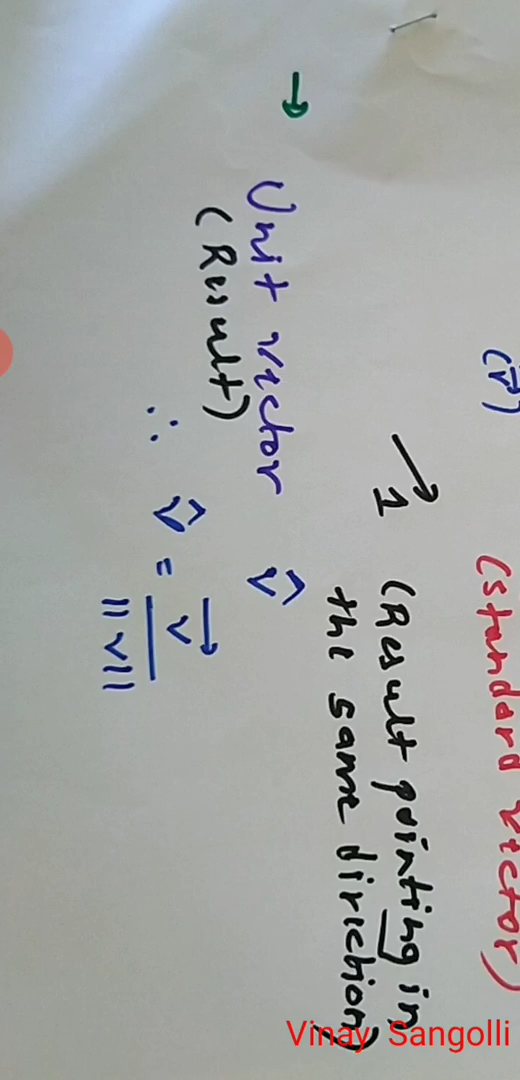 (v⃗) (standard vector)
→ 1 (Result pointing in
the same direction)
→ Unit vector v̂
(Result)
∴ v̂ = v⃗
||v||
Vinay Sangolli